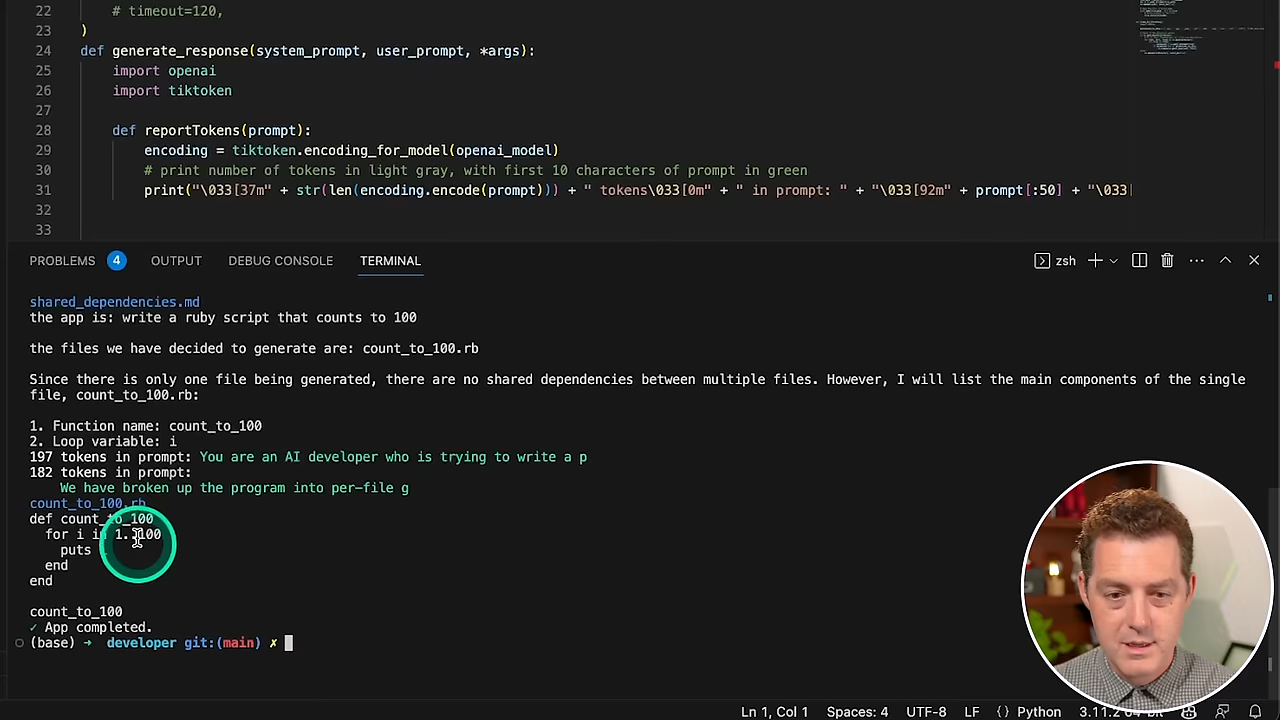 22 # timeout=120,
23 )
24 def generate_response(system_prompt, user_prompt, *args):
25 import openai
26 import tiktoken
27
28 def reportTokens(prompt):
29 encoding = tiktoken.encoding_for_model(openai_model)
30 # print number of tokens in light gray, with first 10 characters of prompt in green
31 print("\033[37m" + str(len(encoding.encode(prompt))) + " tokens\033[0m" + " in prompt: " + "\033[92m" + prompt[:50] + "\033[
32
33
PROBLEMS 4 OUTPUT DEBUG CONSOLE TERMINAL zsh
shared_dependencies.md
the app is: write a ruby script that counts to 100
the files we have decided to generate are: count_to_100.rb
Since there is only one file being generated, there are no shared dependencies between multiple files. However, I will list the main components of the single
file, count_to_100.rb:
1. Function name: count_to_100
2. Loop variable: i
197 tokens in prompt: You are an AI developer who is trying to write a p
182 tokens in prompt:
We have broken up the program into per-file g
count_to_100.rb
def count_to_100
for i in 1..100
puts
end
end
count_to_100
✓ App completed.
(base) → developer git:(main) ✗
Ln 1, Col 1 Spaces: 4 UTF-8 LF {} Python 3.11.2 64-bit